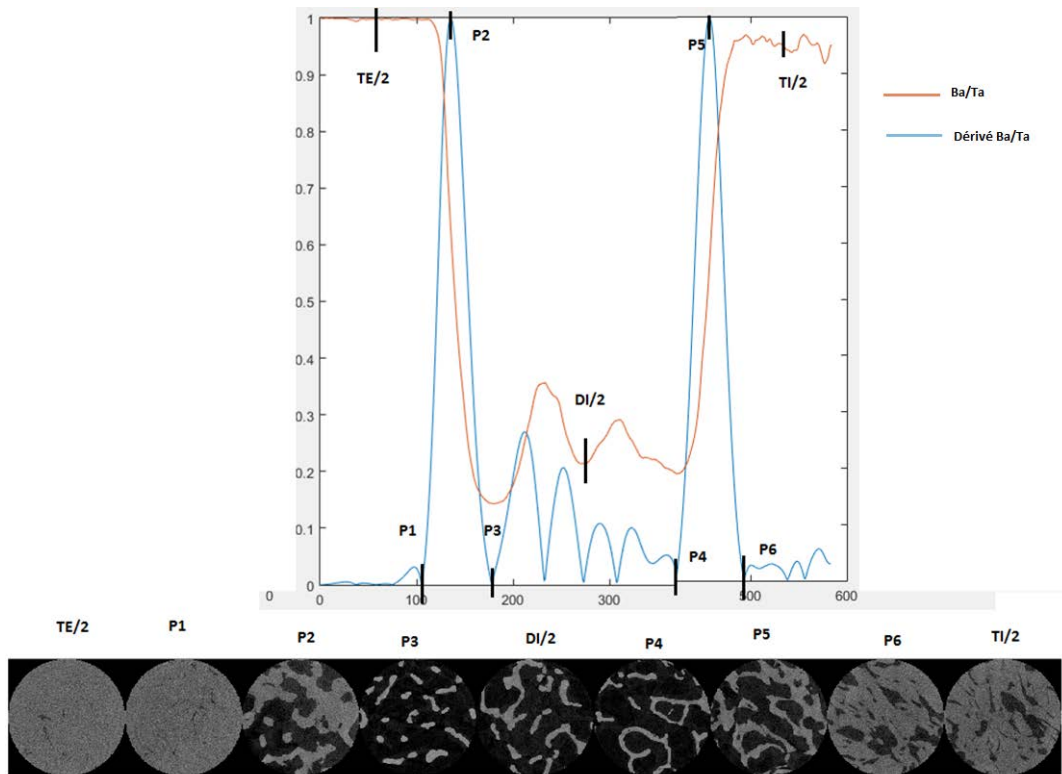 1
P2
P5
TE/2
TI/2
0.9
Ba/Ta
Dérivé Ba/Ta
0.8
0.7
0.6
0.5
0.4
DI/2
0.3
0.2
0.1
P1
P3
P4
P6
0
0
0
100
200
300
500
600
TE/2
P1
P2
P3
DI/2
P4
P5
P6
TI/2